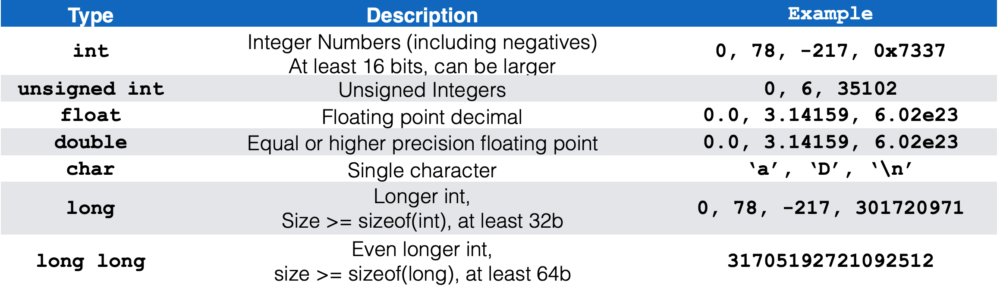 Type Description Example
int Integer Numbers (including negatives) 0, 78, -217, 0x7337
At least 16 bits, can be larger
unsigned int Unsigned Integers 0, 6, 35102
float Floating point decimal 0.0, 3.14159, 6.02e23
double Equal or higher precision floating point 0.0, 3.14159, 6.02e23
char Single character ‘a’, ‘D’, ‘\n’
long Longer int, 0, 78, -217, 301720971
Size >= sizeof(int), at least 32b
long long Even longer int, 31705192721092512
size >= sizeof(long), at least 64b